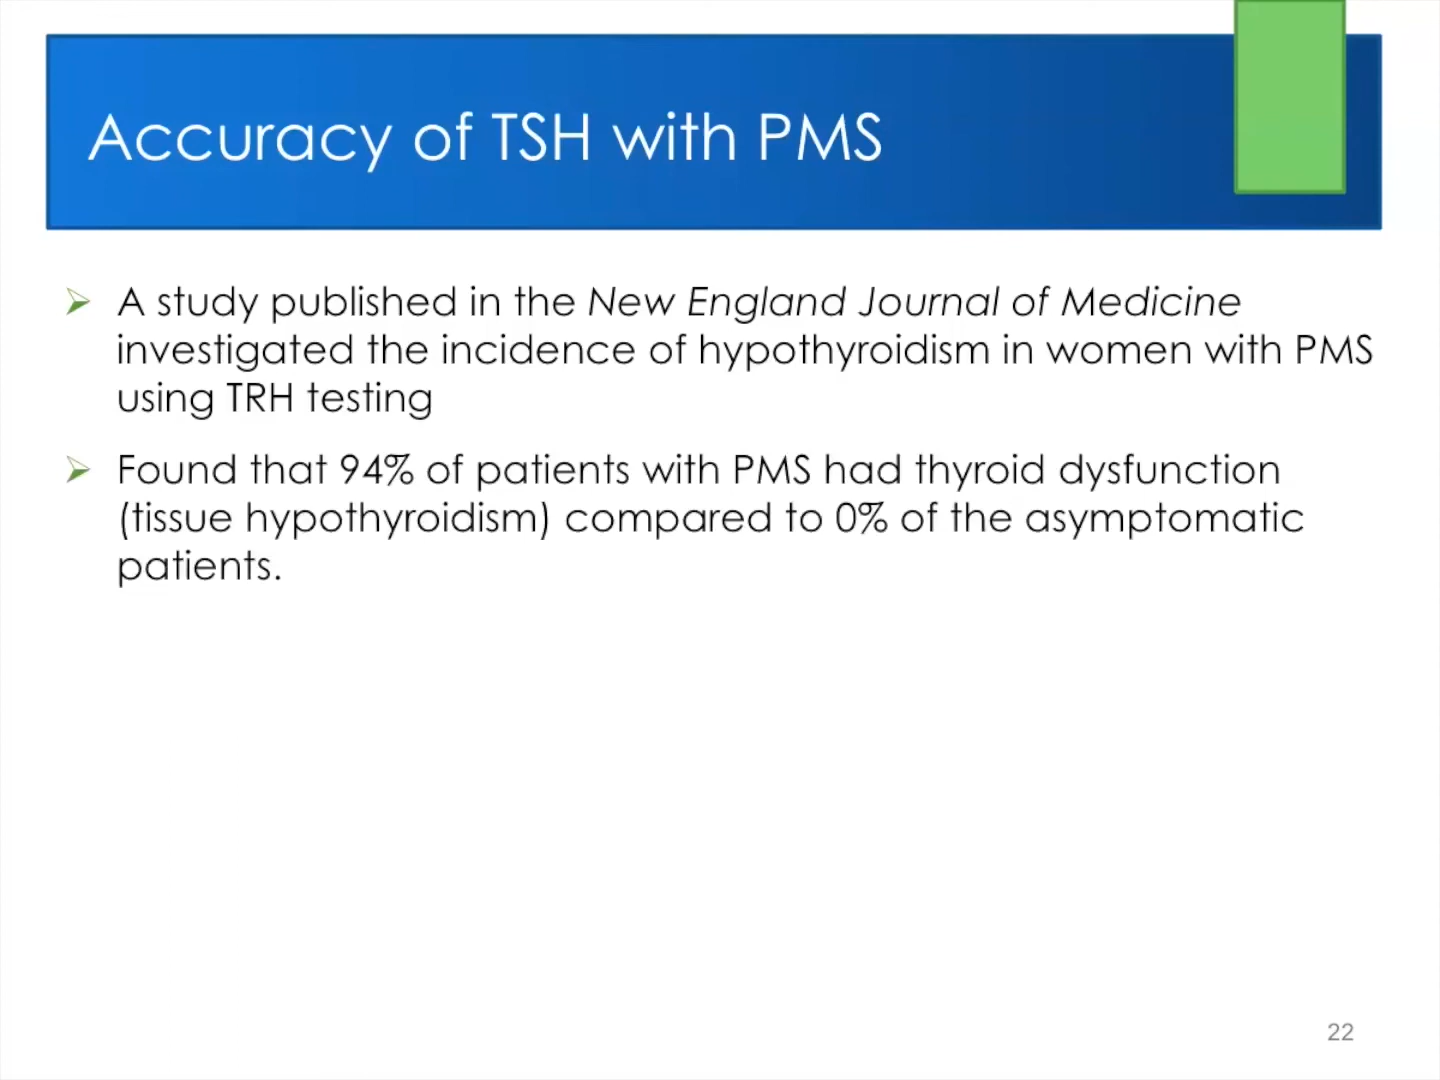 Accuracy of TSH with PMS
A study published in the New England Journal of Medicine
investigated the incidence of hypothyroidism in women with PMS
using TRH testing
Found that 94% of patients with PMS had thyroid dysfunction
(tissue hypothyroidism) compared to 0% of the asymptomatic
patients.
22